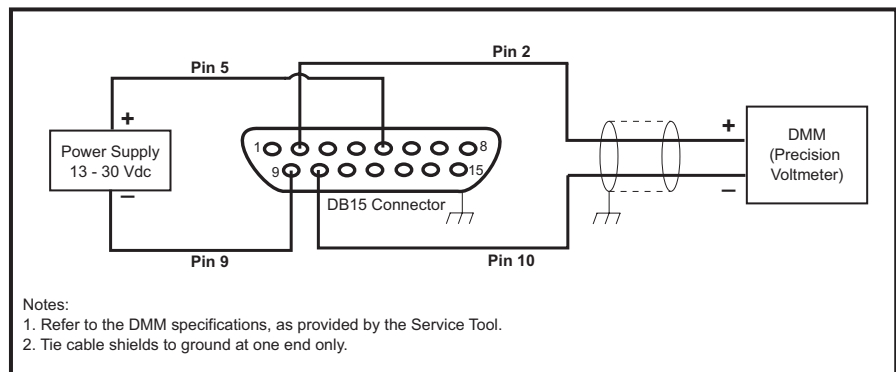 Pin 2
Pin 5
+
Power Supply
13 - 30 Vdc
–
1
8
9
15
DB15 Connector
+
DMM
(Precision
Voltmeter)
–
Pin 9
Pin 10
Notes:
1. Refer to the DMM specifications, as provided by the Service Tool.
2. Tie cable shields to ground at one end only.